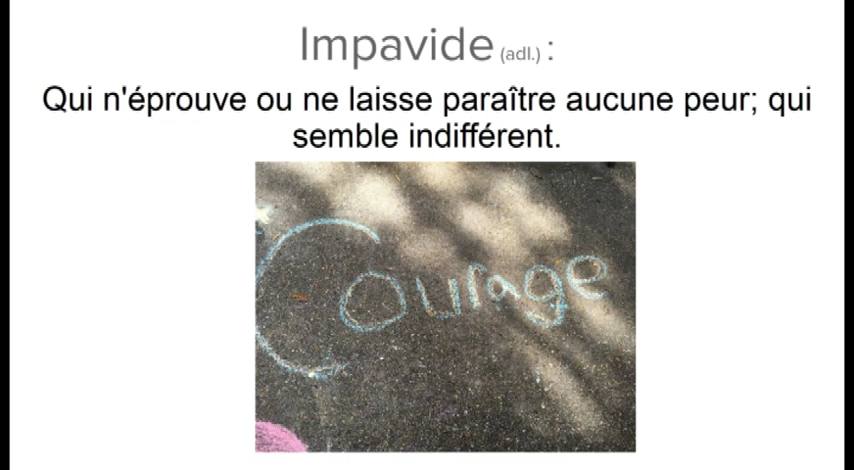 Impavide (adl.) :
Qui n'éprouve ou ne laisse paraître aucune peur; qui
semble indifférent.
Courage